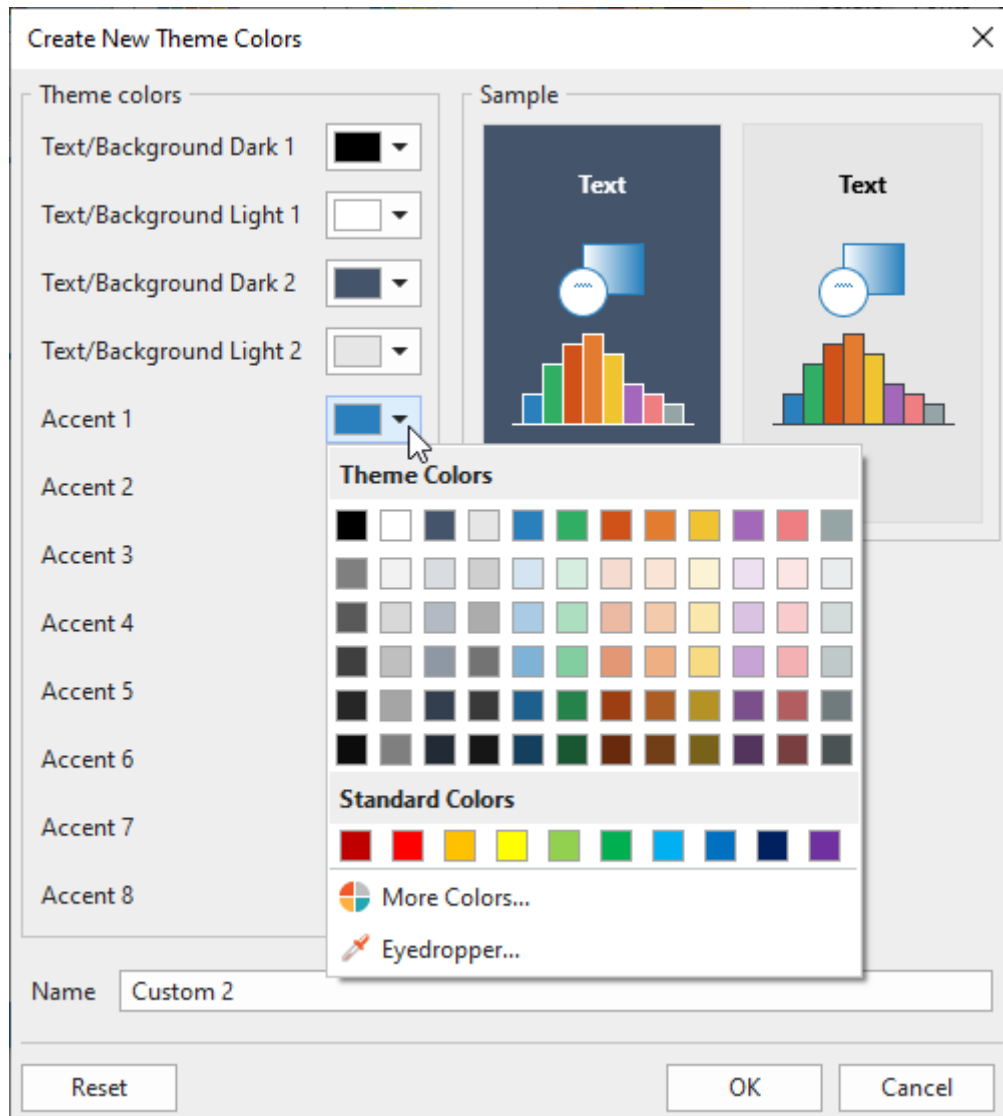 Create New Theme Colors
Theme colors
Text/Background Dark 1
Text/Background Light 1
Text/Background Dark 2
Text/Background Light 2
Accent 1
Accent 2
Accent 3
Accent 4
Accent 5
Accent 6
Accent 7
Accent 8
Sample
Text
Text
Theme Colors
Standard Colors
More Colors...
Eyedropper...
Name
Custom 2
Reset
OK
Cancel